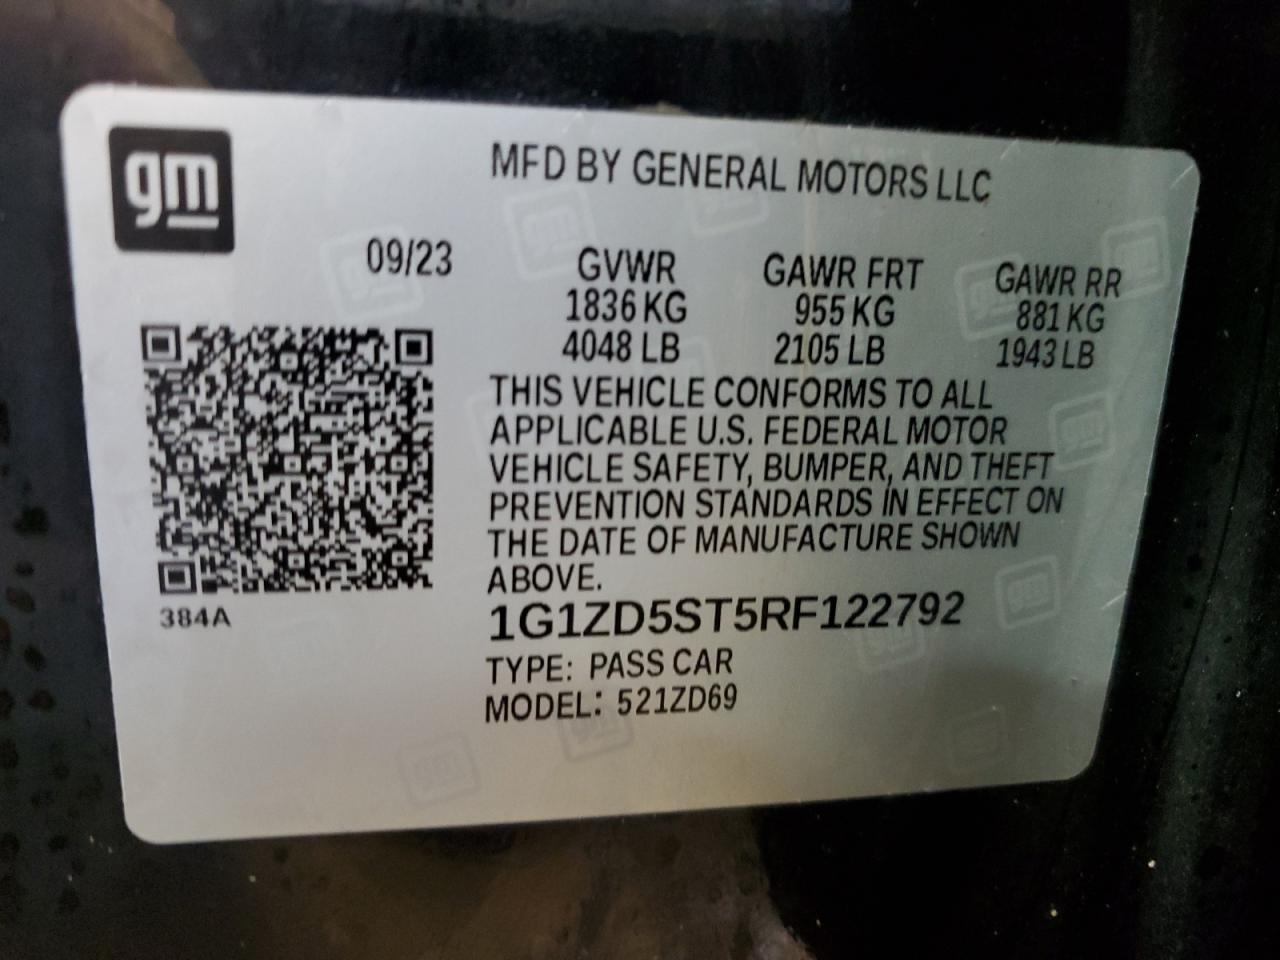 gm
MFD BY GENERAL MOTORS LLC
09/23
GVWR GAWR FRT GAWR RR
1836 KG 955 KG 881 KG
4048 LB 2105 LB 1943 LB
THIS VEHICLE CONFORMS TO ALL
APPLICABLE U.S. FEDERAL MOTOR
VEHICLE SAFETY, BUMPER, AND THEFT
PREVENTION STANDARDS IN EFFECT ON
THE DATE OF MANUFACTURE SHOWN
ABOVE.
384A
1G1ZD5ST5RF122792
TYPE: PASS CAR
MODEL: 521ZD69